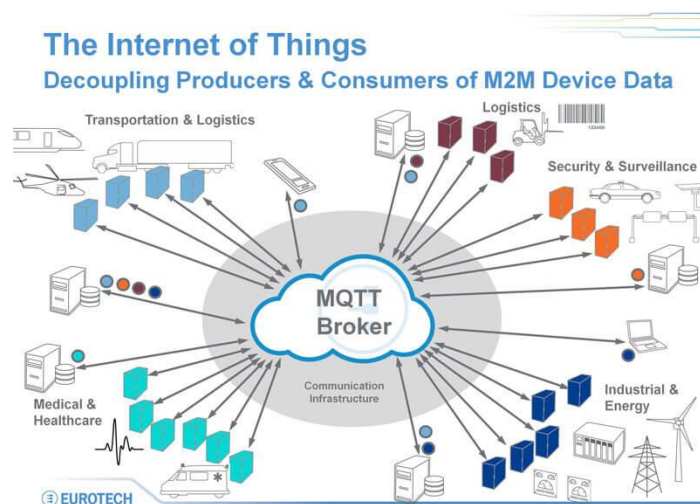 The Internet of Things
Decoupling Producers & Consumers of M2M Device Data
Transportation & Logistics
Logistics
123456
Security & Surveillance
MQTT
Broker
Communication
Infrastructure
Medical &
Healthcare
Industrial &
Energy
EUROTECH